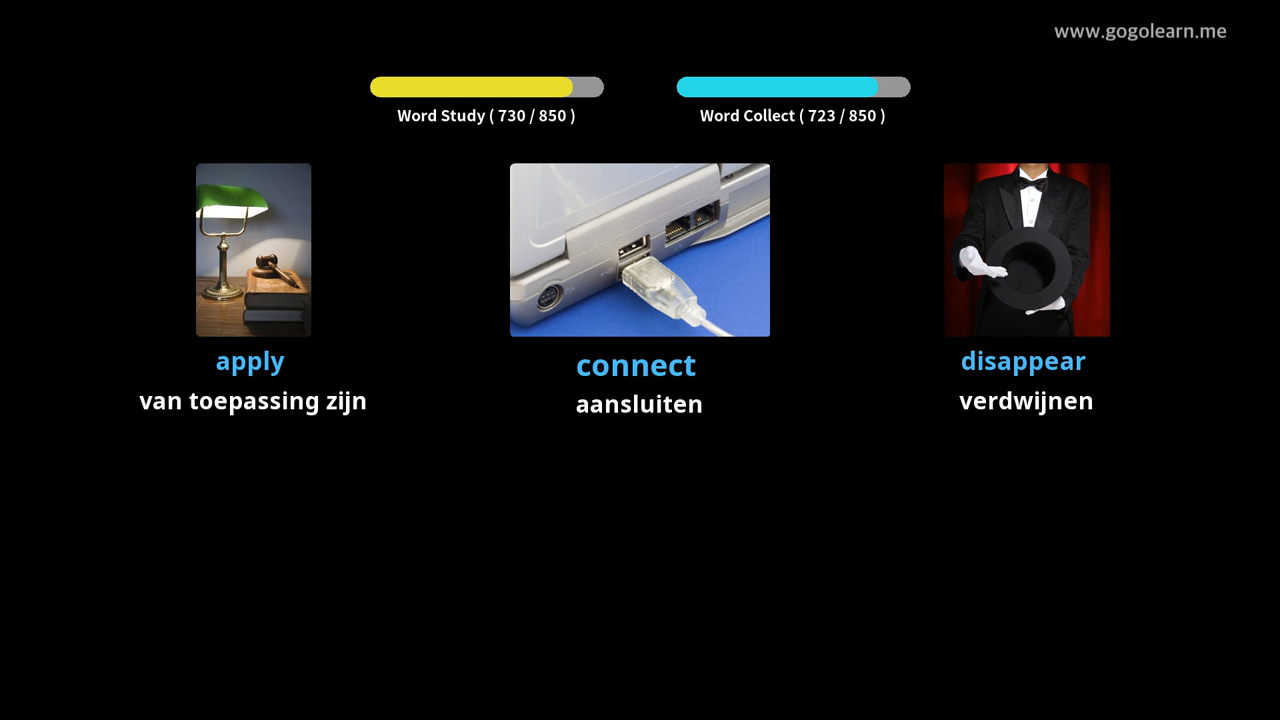 www.gogolearn.me
Word Study ( 730 / 850 )
Word Collect ( 723 / 850 )
apply
van toepassing zijn
connect
aansluiten
disappear
verdwijnen